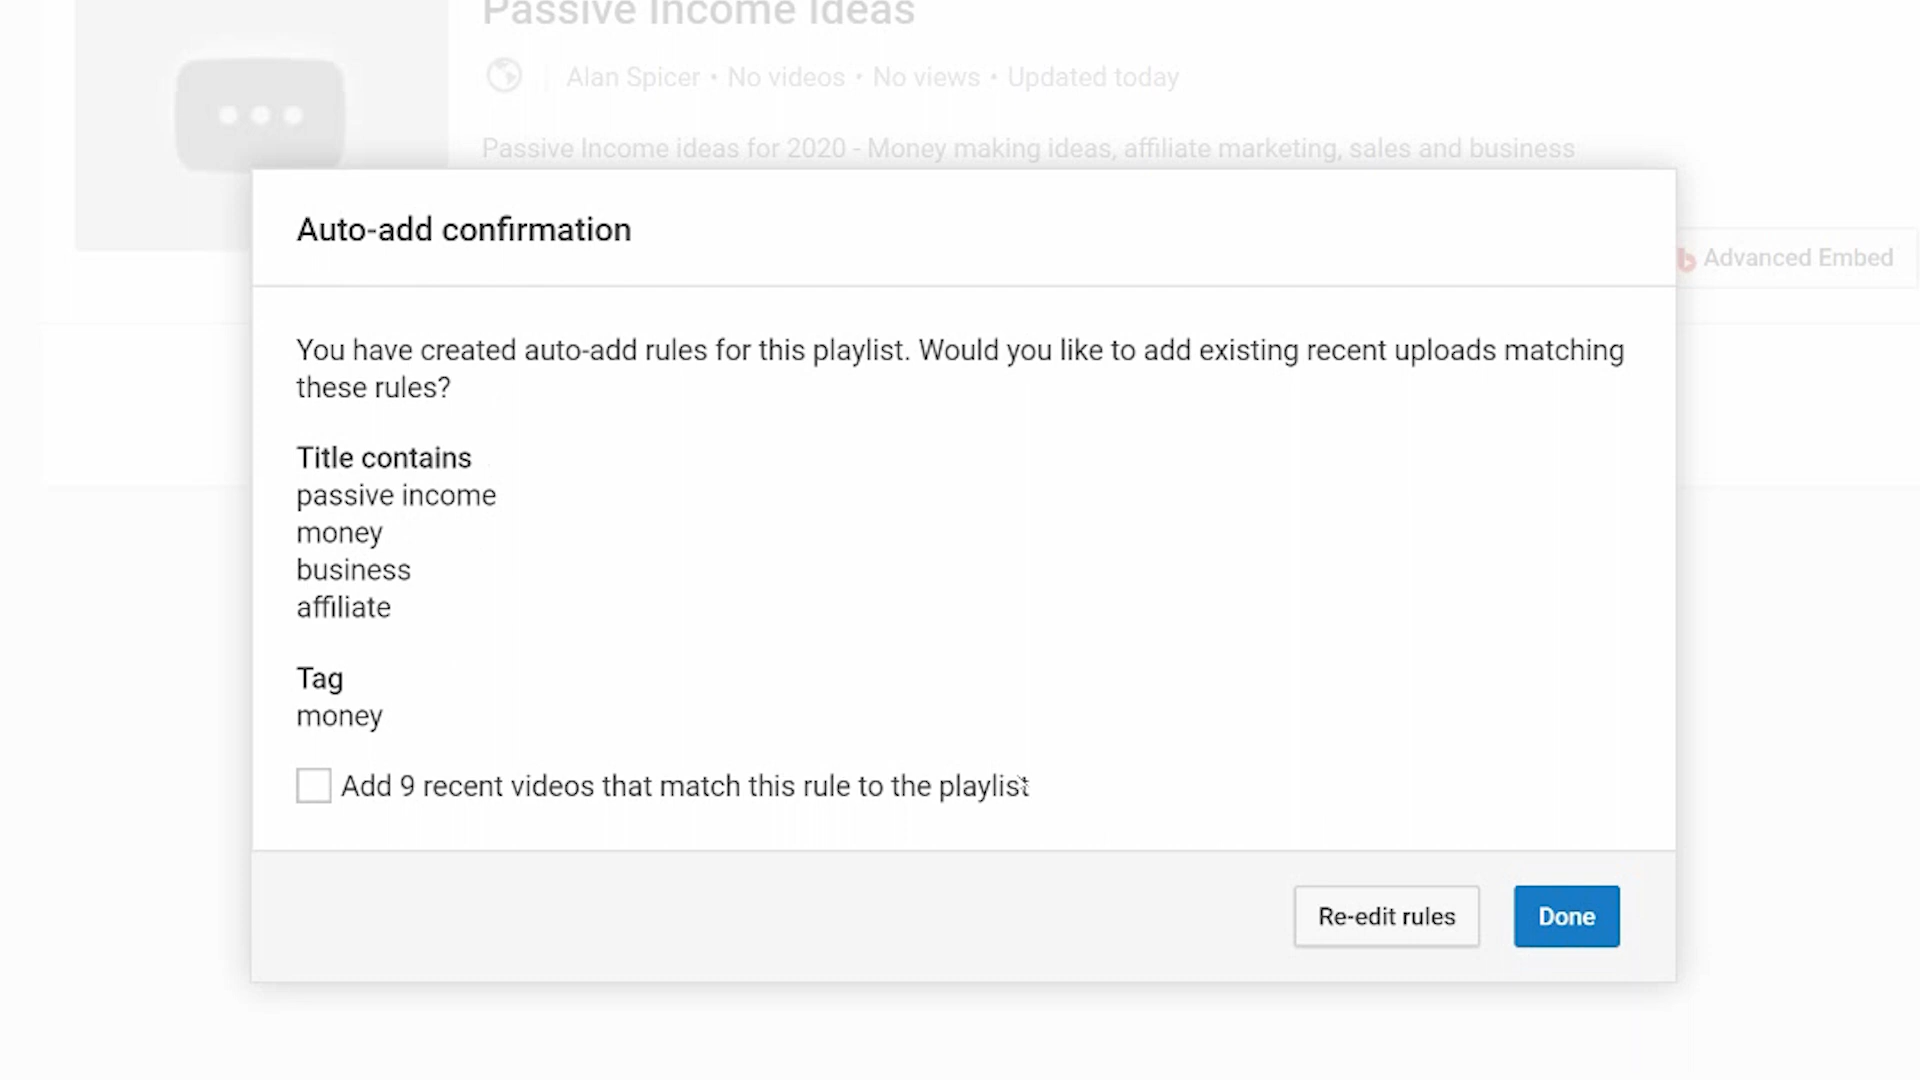 Passive Income Ideas
Alan Spicer • No videos • No views • Updated today
Passive Income ideas for 2020 - Money making ideas, affiliate marketing, sales and business
Advanced Embed
Auto-add confirmation
You have created auto-add rules for this playlist. Would you like to add existing recent uploads matching
these rules?
Title contains
passive income
money
business
affiliate
Tag
money
Add 9 recent videos that match this rule to the playlist
Re-edit rules
Done